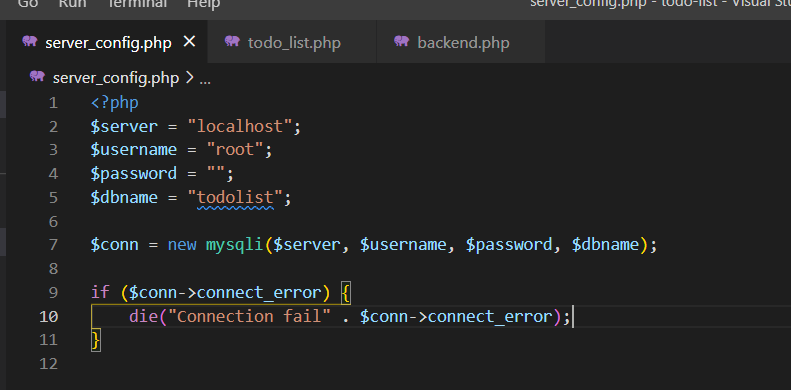 Go Run Terminal Help server_config.php - todo-list - Visual Stu
server_config.php × todo_list.php backend.php
server_config.php > ...
1 <?php
2 $server = "localhost";
3 $username = "root";
4 $password = "";
5 $dbname = "todolist";
6
7 $conn = new mysqli($server, $username, $password, $dbname);
8
9 if ($conn->connect_error) {
10     die("Connection fail" . $conn->connect_error);
11 }
12